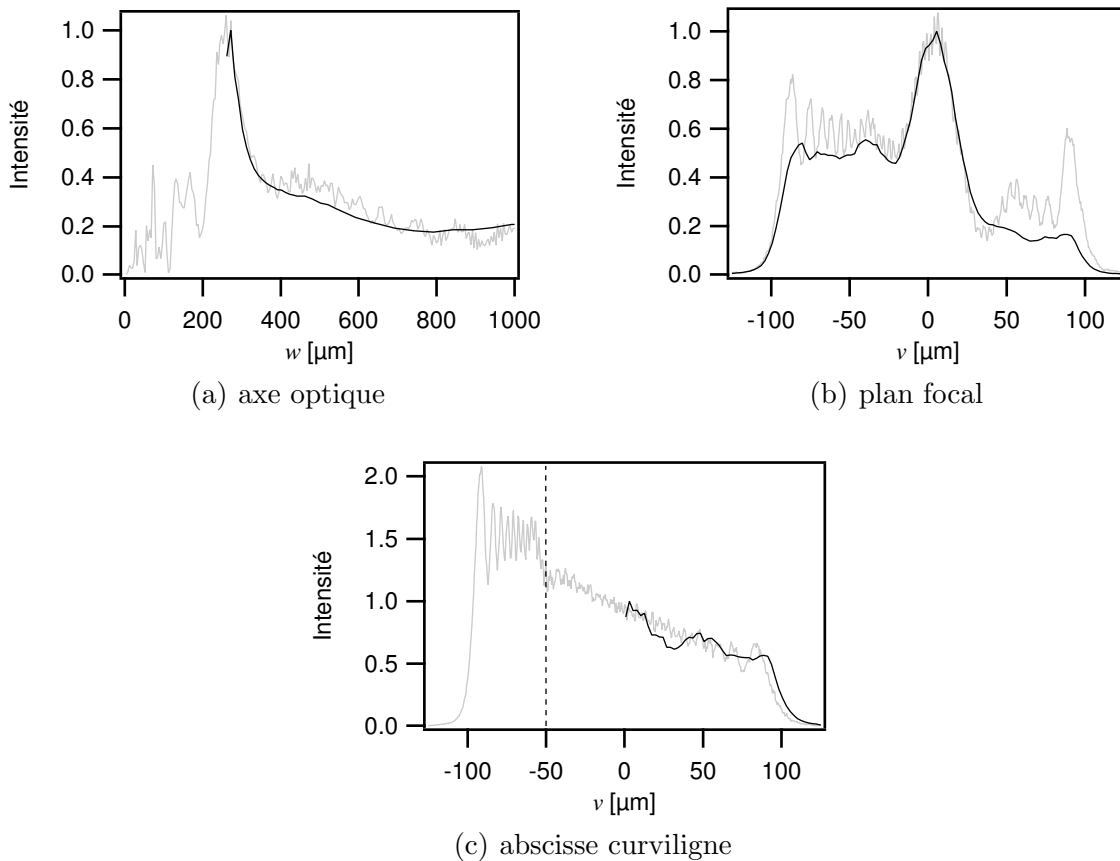 Intensité
1.0
0.8
0.6
0.4
0.2
0.0
0 200 400 600 800 1000
w [µm]
(a) axe optique
Intensité
1.0
0.8
0.6
0.4
0.2
0.0
-100 -50 0 50 100
v [µm]
(b) plan focal
Intensité
2.0
1.5
1.0
0.5
0.0
-100 -50 0 50 100
v [µm]
(c) abscisse curviligne